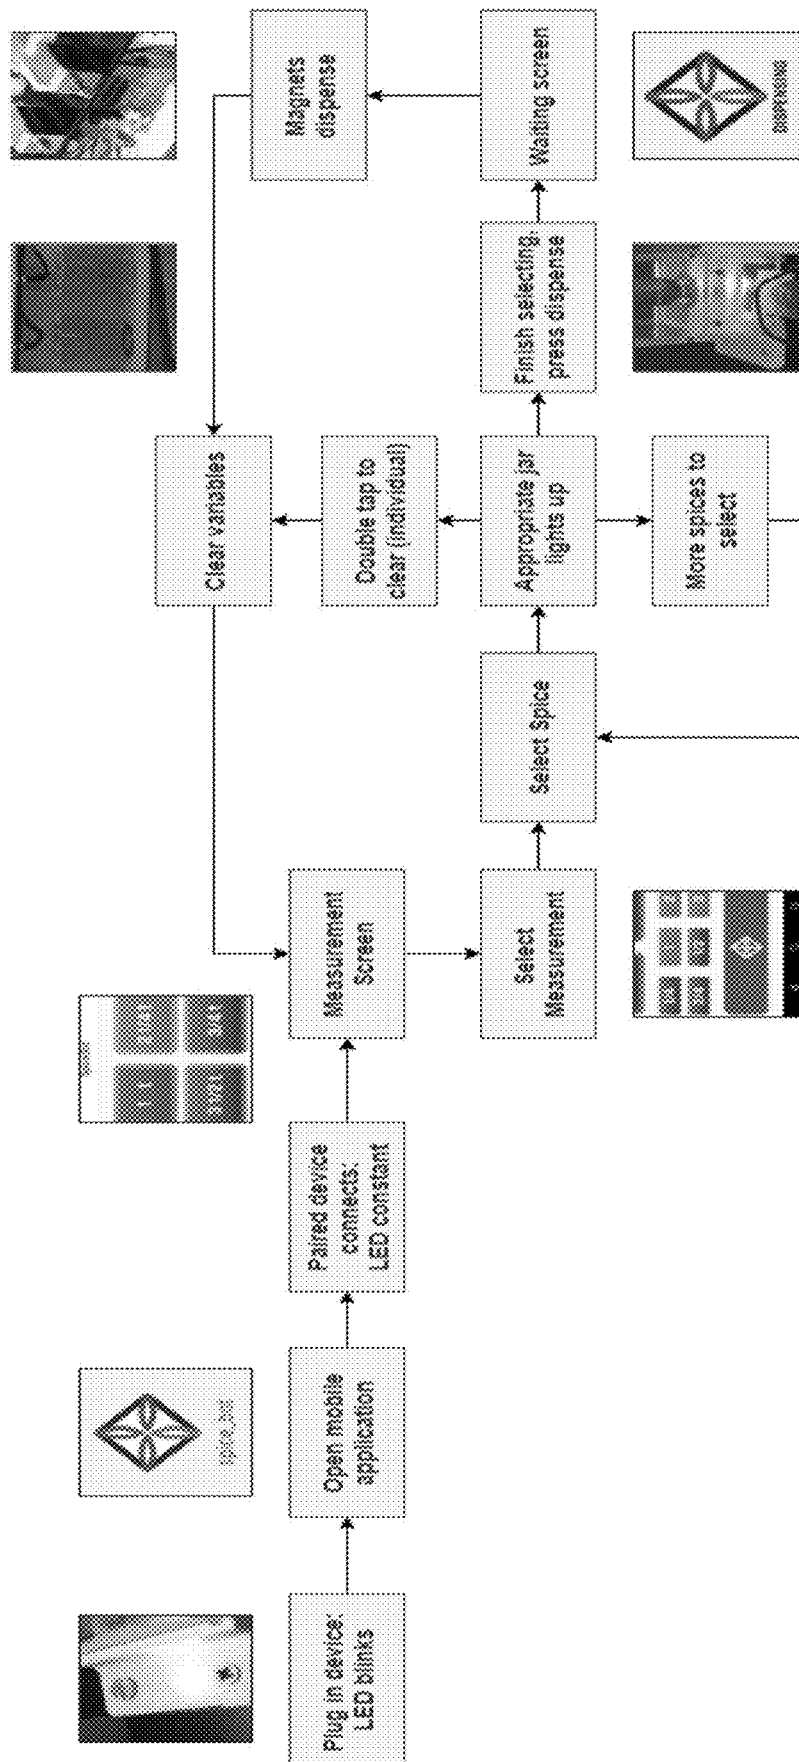 Plug in device:
LED blinks
Open mobile
application
spice_bot
Paired device
connects:
LED constant
Measurement
Screen
Select
Measurement
Select Spice
Appropriate jar
lights up
Double tap to
clear (individual)
Clear variables
More spices to
select
Finish selecting,
press dispense
Waiting screen
DISPENSING
Magnets
dispense